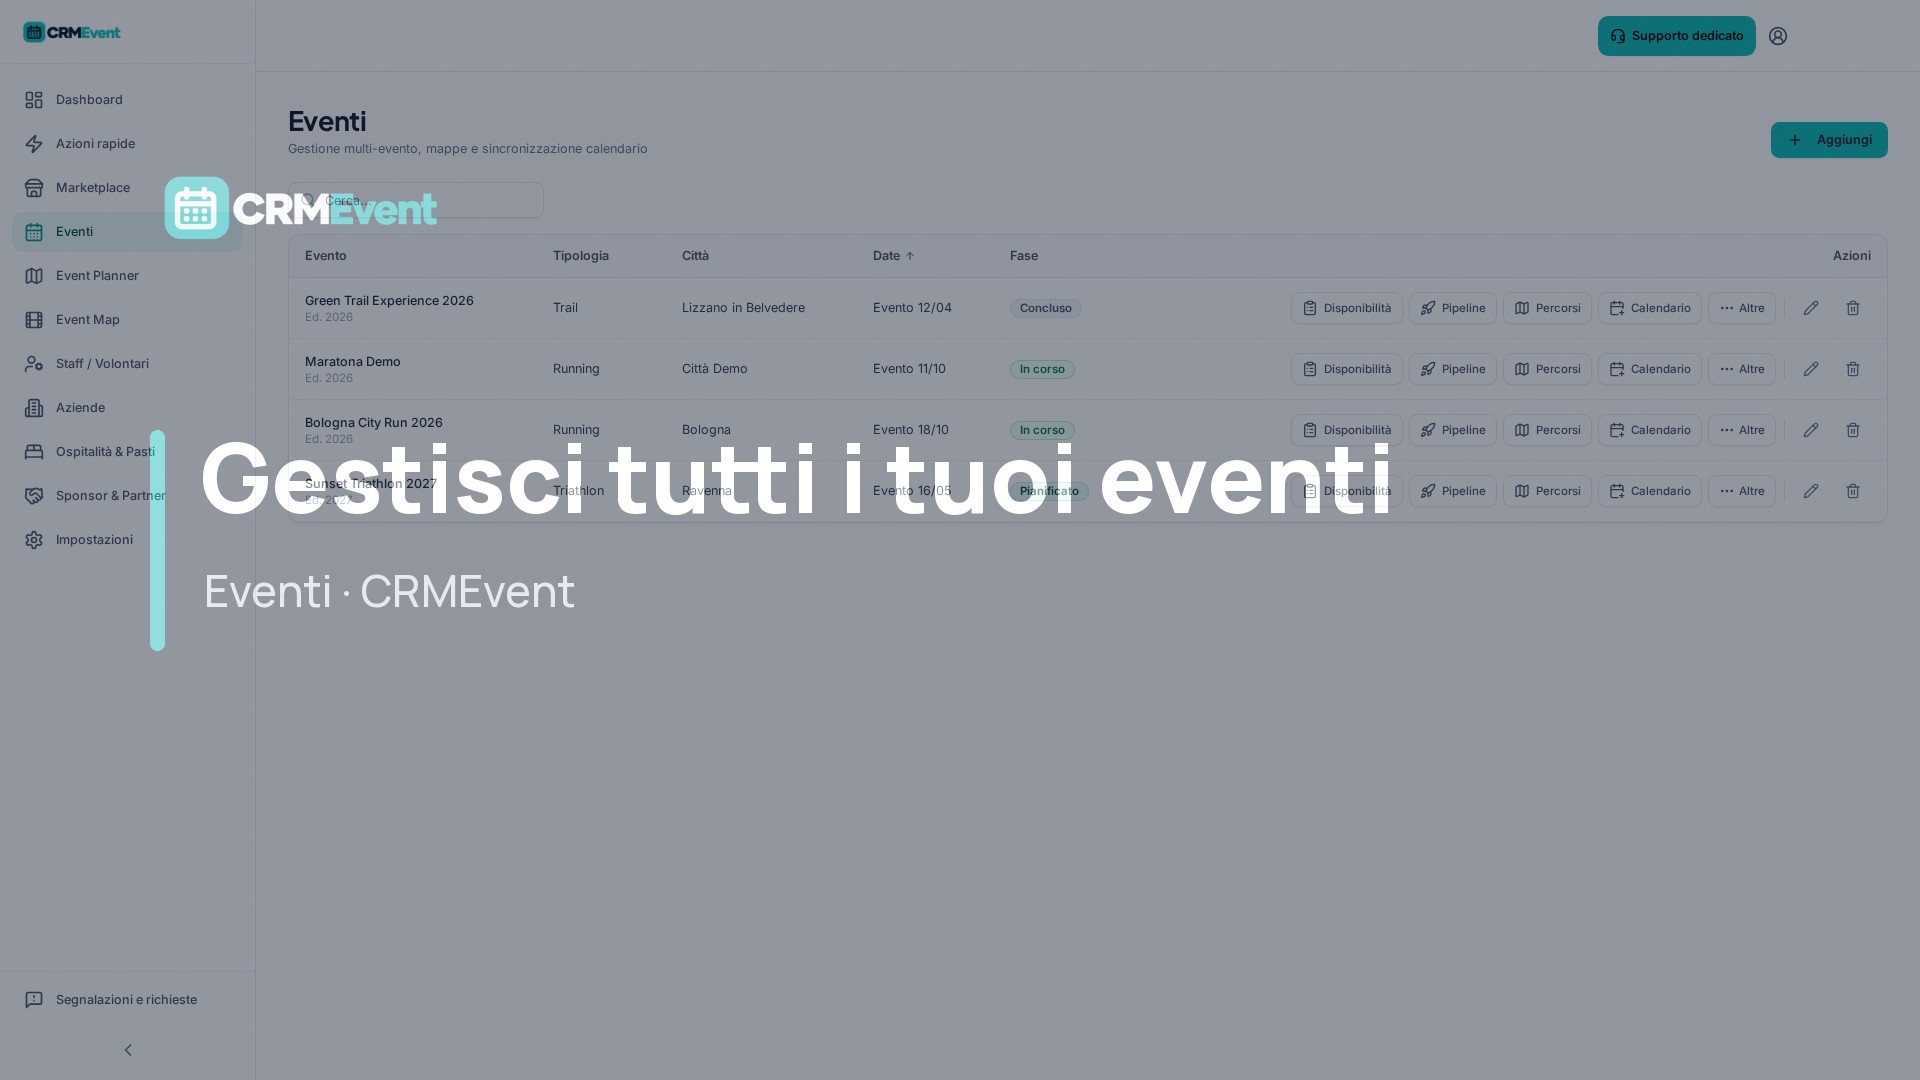 CRMEvent
Supporto dedicato
Dashboard
Azioni rapide
Marketplace
Eventi
Event Planner
Event Map
Staff / Volontari
Aziende
Ospitalità & Pasti
Sponsor & Partner
Impostazioni
Segnalazioni e richieste
Eventi
Gestione multi-evento, mappe e sincronizzazione calendario
Aggiungi
CRMEvent
Cerca...
Evento Tipologia Città Date Fase Azioni
Green Trail Experience 2026 Trail Lizzano in Belvedere Evento 12/04 Concluso Disponibilità Pipeline Percorsi Calendario Altre
Ed. 2026
Maratona Demo Running Città Demo Evento 11/10 In corso Disponibilità Pipeline Percorsi Calendario Altre
Ed. 2026
Bologna City Run 2026 Running Bologna Evento 18/10 In corso Disponibilità Pipeline Percorsi Calendario Altre
Ed. 2026
Sunset Triathlon 2027 Triathlon Ravenna Evento 16/05 Pianificato Disponibilità Pipeline Percorsi Calendario Altre
Ed. 2027
Gestisci tutti i tuoi eventi
Eventi · CRMEvent